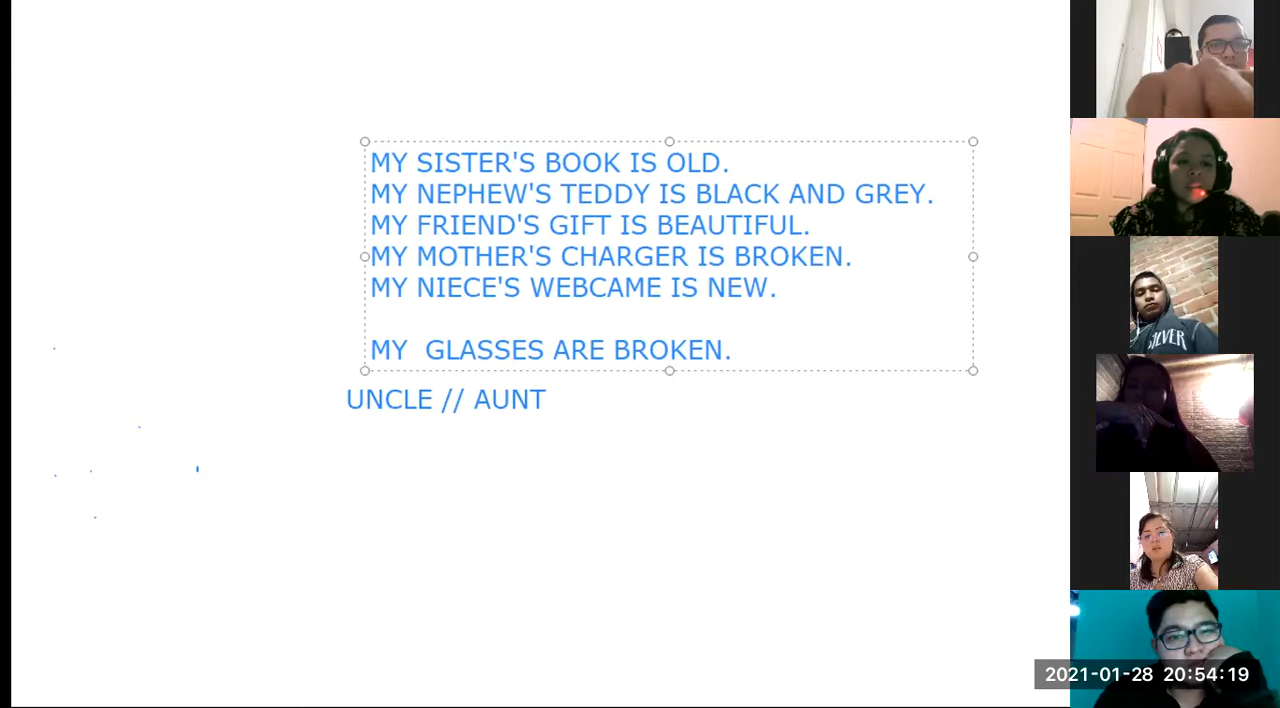 MY SISTER'S BOOK IS OLD.
MY NEPHEW'S TEDDY IS BLACK AND GREY.
MY FRIEND'S GIFT IS BEAUTIFUL.
MY MOTHER'S CHARGER IS BROKEN.
MY NIECE'S WEBCAME IS NEW.
MY GLASSES ARE BROKEN.
UNCLE // AUNT
SILVER
2021-01-28 20:54:19